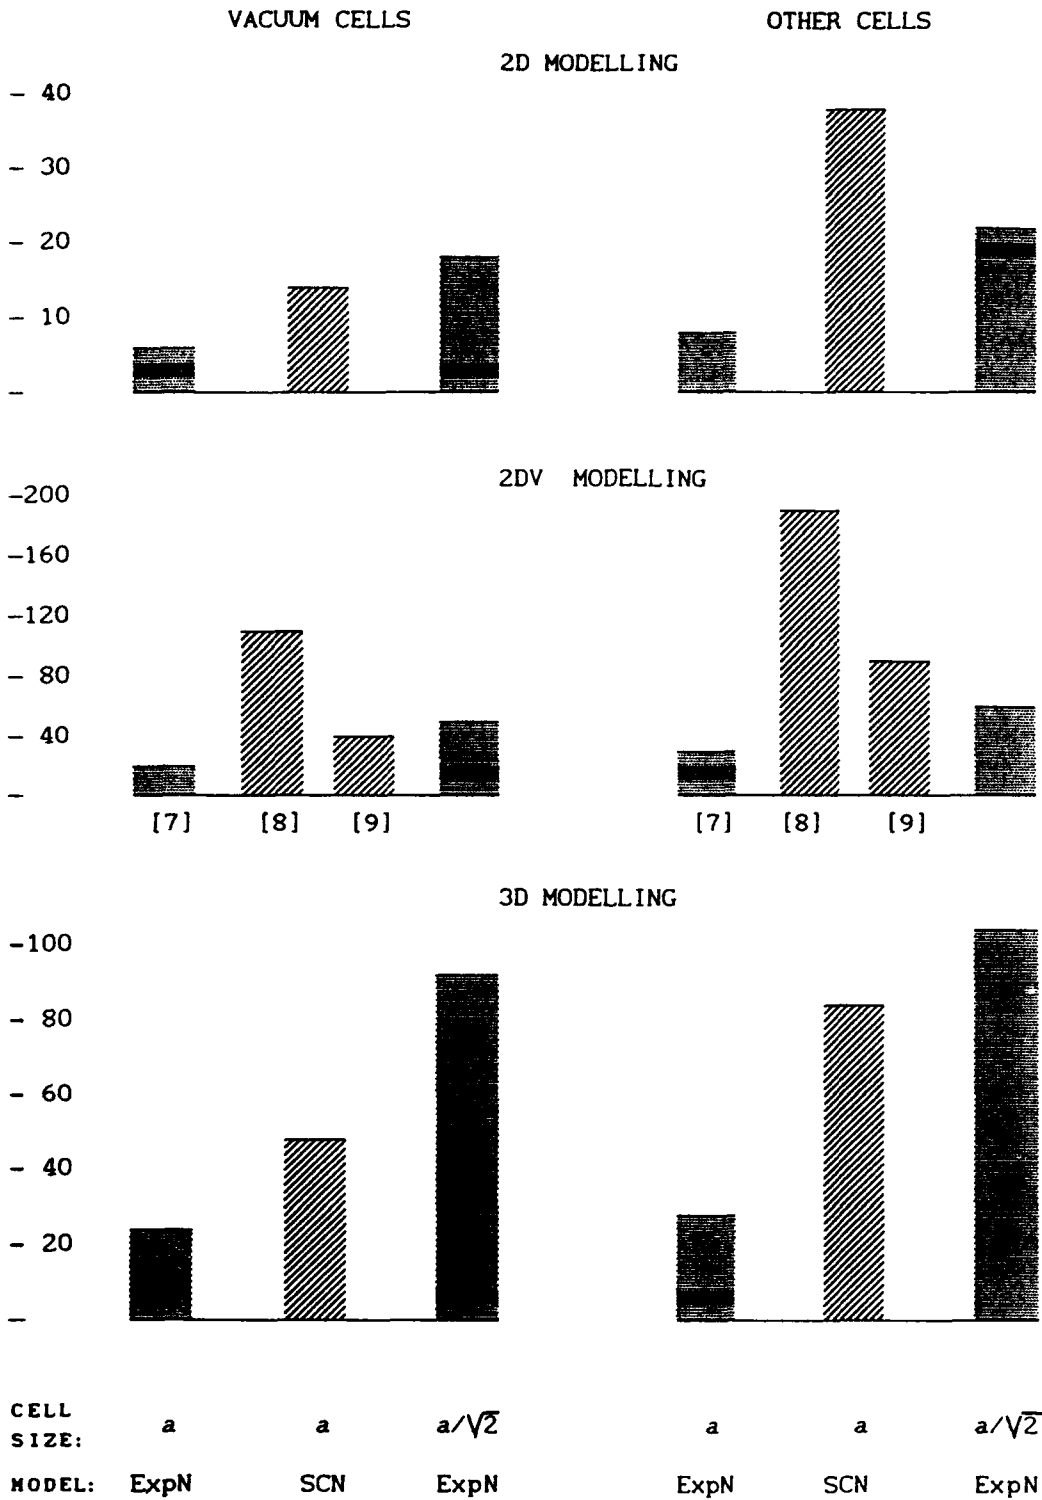 VACUUM CELLS OTHER CELLS
2D MODELLING
- 40
- 30
- 20
- 10
-
2DV MODELLING
-200
-160
-120
- 80
- 40
-
[7] [8] [9] [7] [8] [9]
3D MODELLING
-100
- 80
- 60
- 40
- 20
-
CELL
SIZE: a a a/√2 a a a/√2
MODEL: ExpN SCN ExpN ExpN SCN ExpN